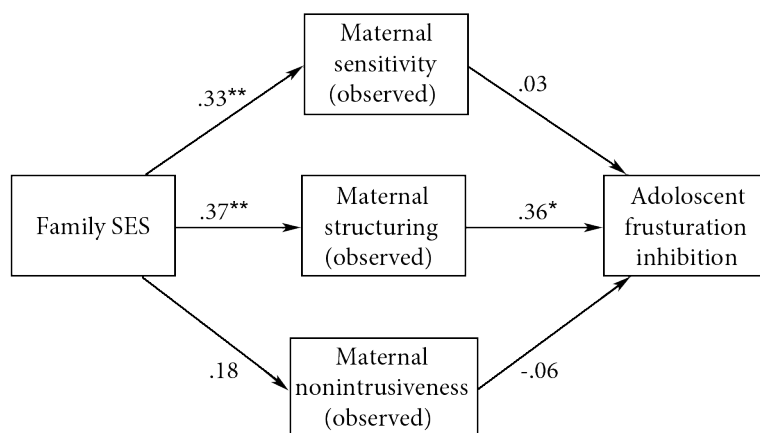 Maternal
sensitivity
(observed)
.33**
.03
Family SES
.37**
Maternal
structuring
(observed)
.36*
Adoloscent
frusturation
inhibition
.18
Maternal
nonintrusiveness
(observed)
-.06